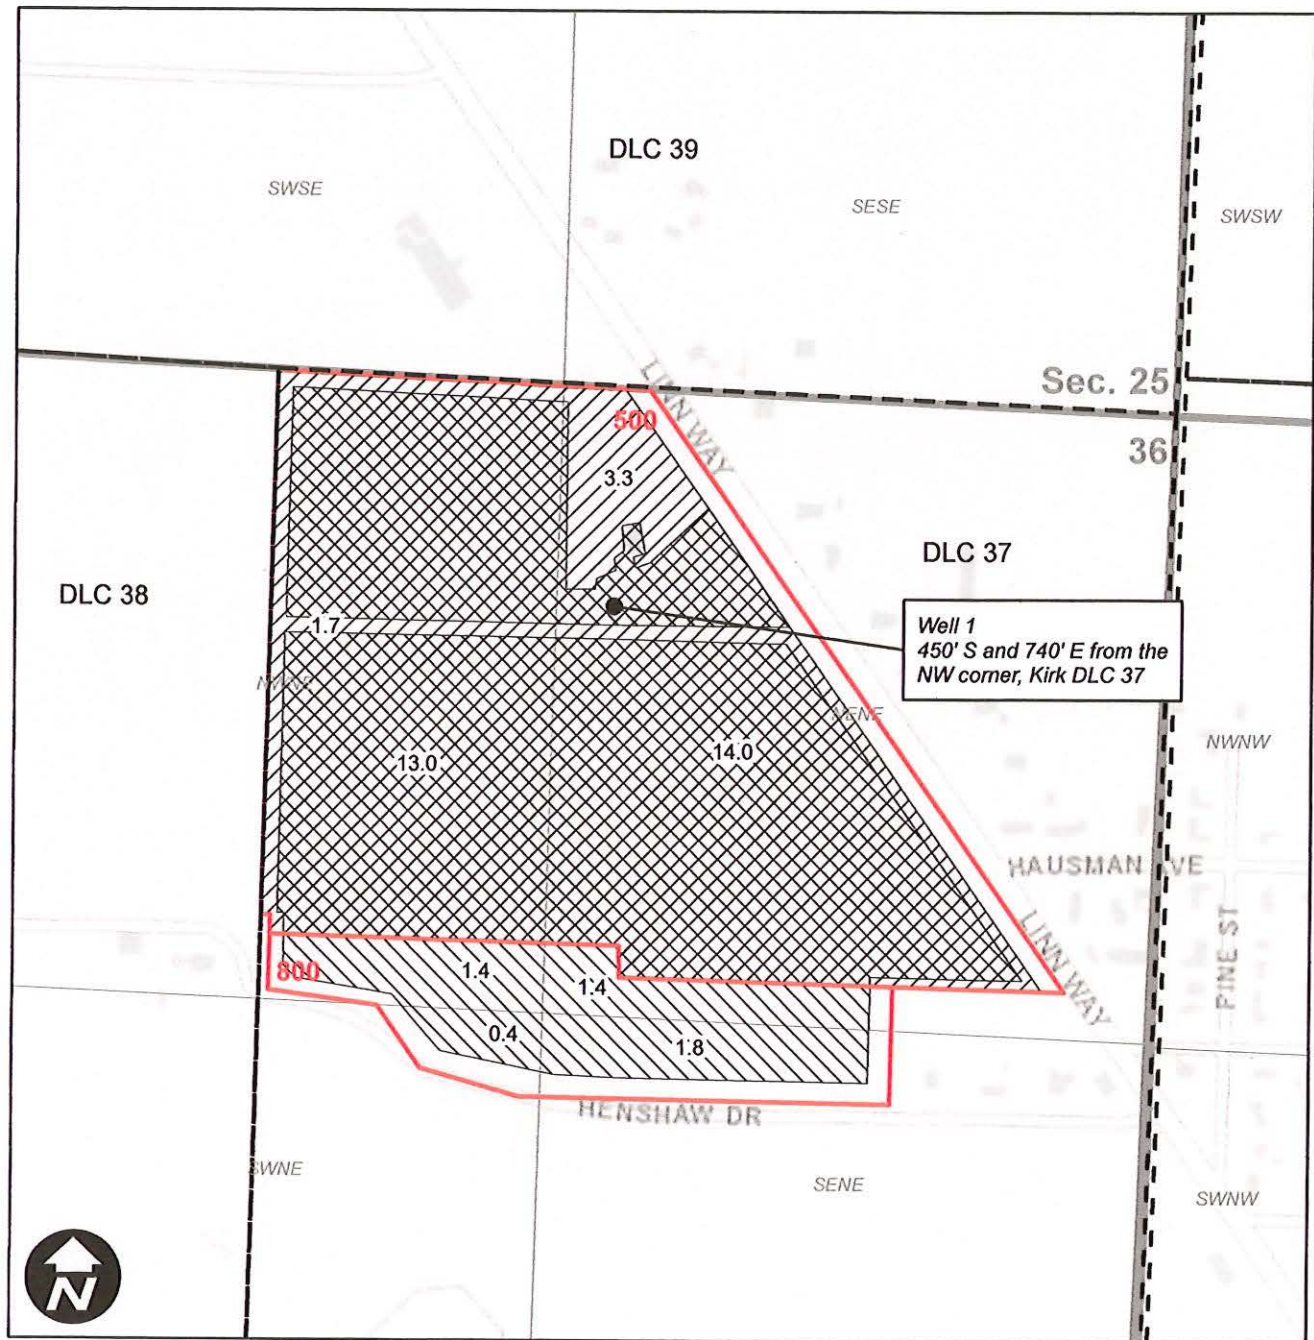 DLC 39
SWSE
SESE
SWSW
LINN WAY
Sec. 25
500
36
3.3
DLC 37
DLC 38
Well 1
450' S and 740' E from the
NW corner, Kirk DLC 37
1.7
NWNE
NENE
NWNW
13.0
14.0
HAUSMAN AVE
LINN WAY
PINE ST
800
1.4
1.4
0.4
1.8
HENSHAW DR
SWNE
SENE
SWNW
N